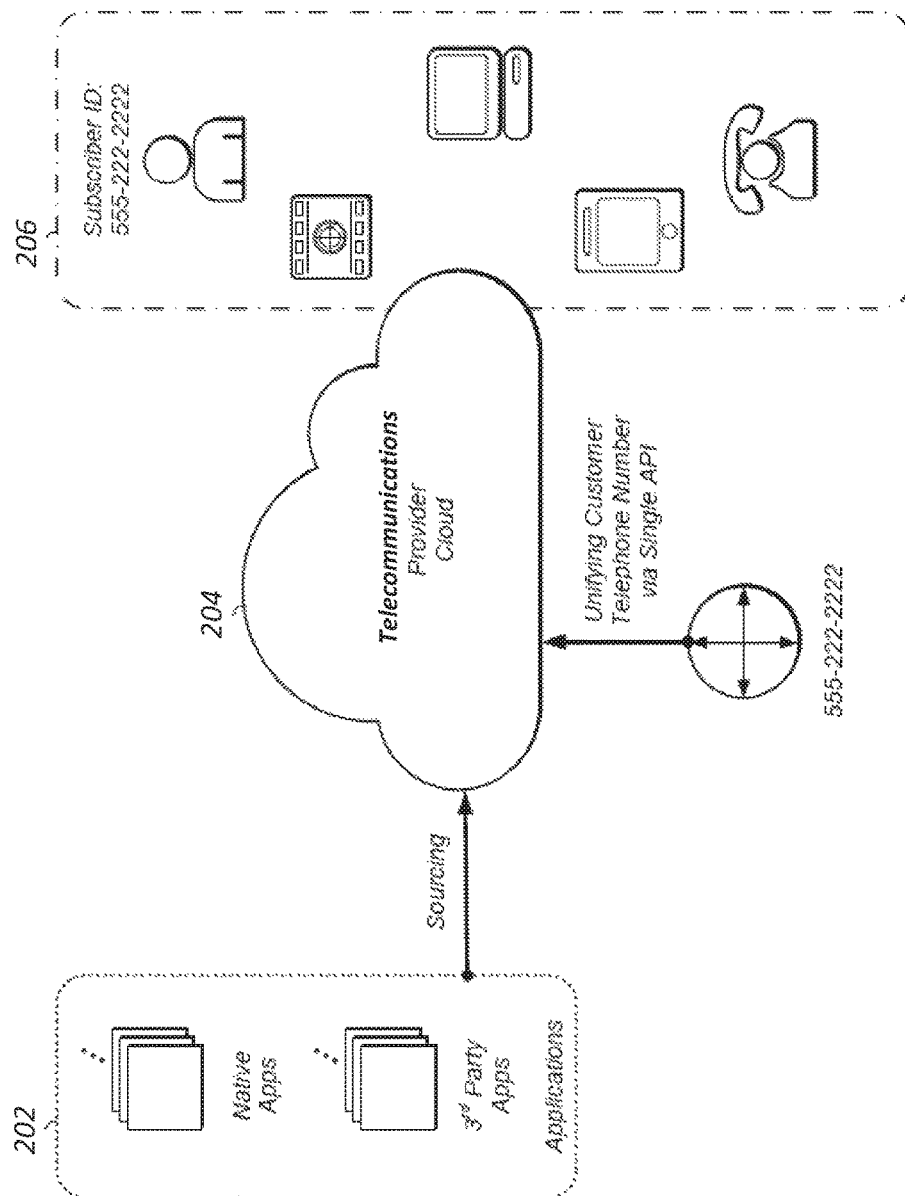 202
Native
Apps
3rd Party
Apps
Applications
Sourcing
204
Telecommunications
Provider
Cloud
Unifying Customer
Telephone Number
via Single API
555-222-2222
206
Subscriber ID:
555-222-2222